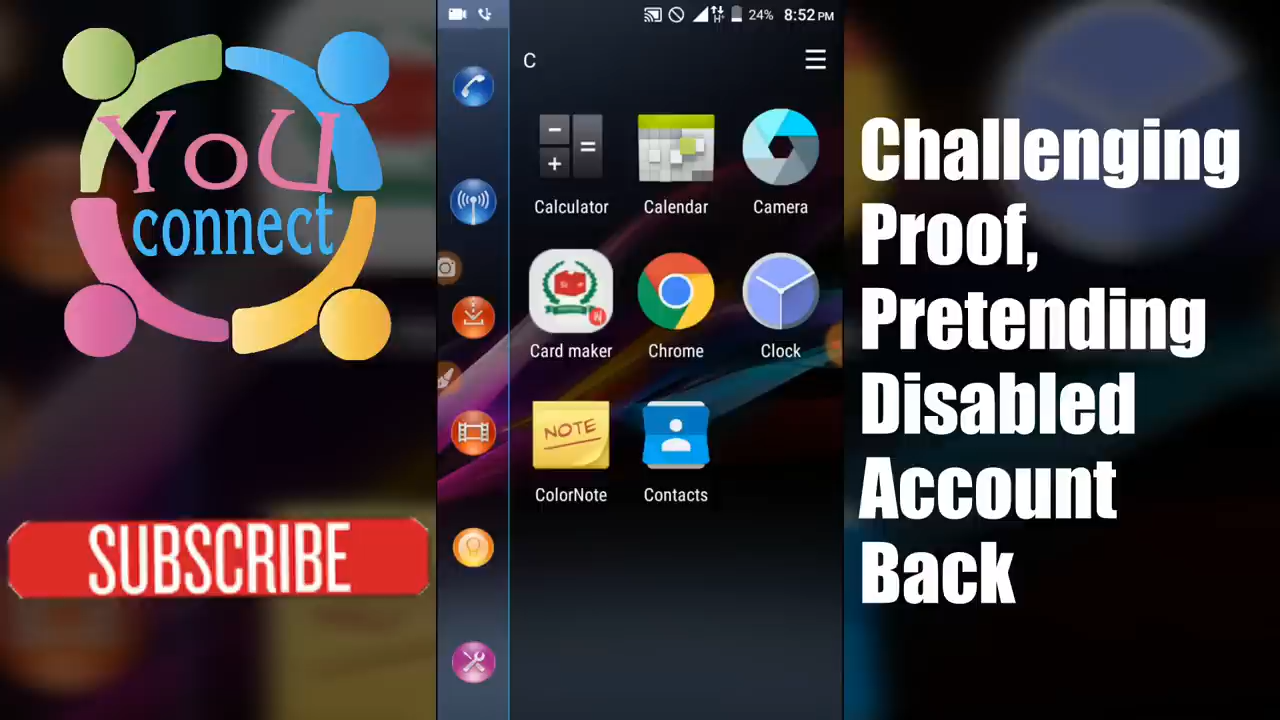 YoU
connect
SUBSCRIBE
24% 8:52 PM
C
Calculator
Calendar
Camera
Card maker
Chrome
Clock
NOTE
ColorNote
Contacts
Challenging
Proof,
Pretending
Disabled
Account
Back